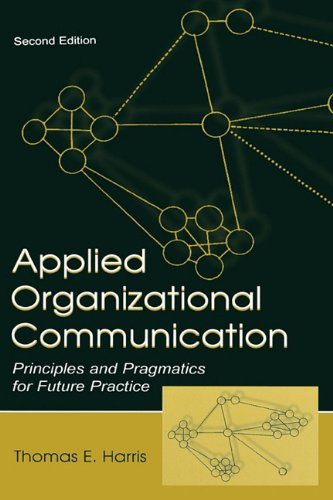 Second Edition
Applied
Organizational
Communication
Principles and Pragmatics
for Future Practice
Thomas E. Harris